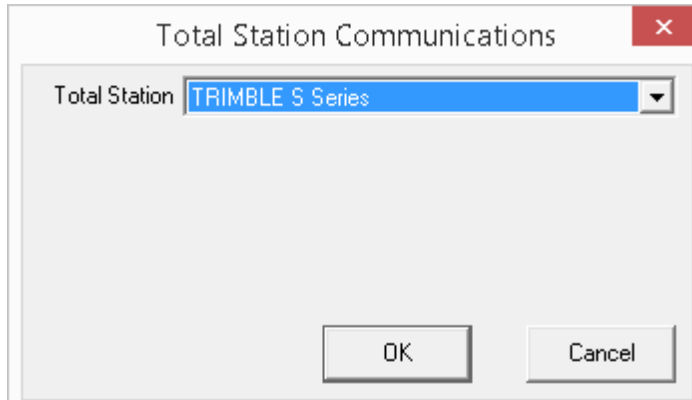 Total Station Communications
Total Station TRIMBLE S Series
OK Cancel